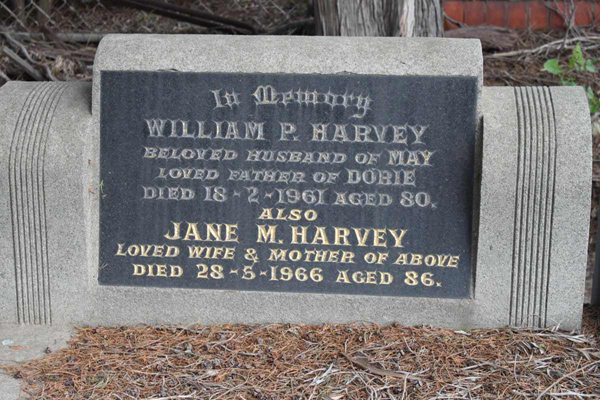 In Memory
WILLIAM P. HARVEY
BELOVED HUSBAND OF MAY
LOVED FATHER OF DORIE
DIED 18-2-1961 AGED 80.
ALSO
JANE M. HARVEY
LOVED WIFE & MOTHER OF ABOVE
DIED 28-5-1966 AGED 86.